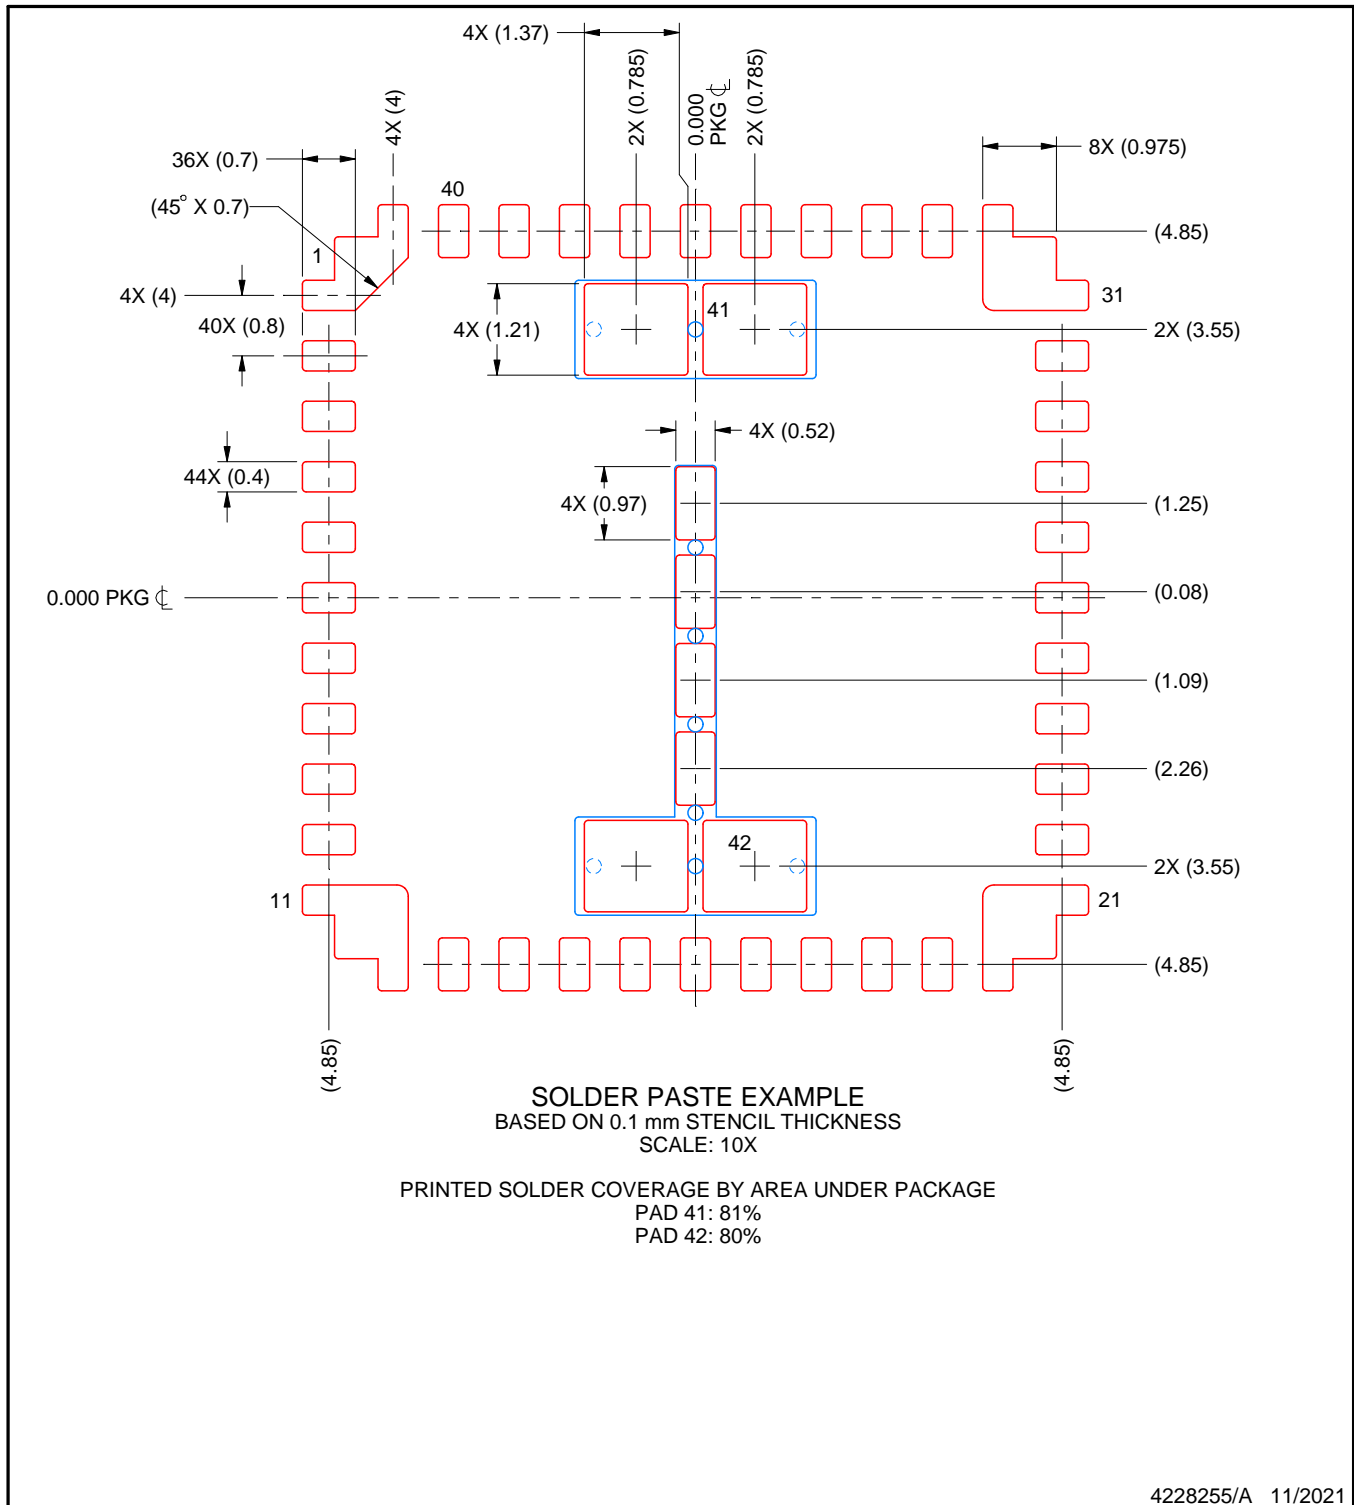 4X (1.37)
4X (4)
2X (0.785)
0.000
PKG ℄
2X (0.785)
36X (0.7)
8X (0.975)
(45° X 0.7)
40
(4.85)
1
4X (4)
31
41
40X (0.8)
4X (1.21)
2X (3.55)
4X (0.52)
44X (0.4)
4X (0.97)
(1.25)
0.000 PKG ℄
(0.08)
(1.09)
(2.26)
42
2X (3.55)
11
21
(4.85)
(4.85)
(4.85)
SOLDER PASTE EXAMPLE
BASED ON 0.1 mm STENCIL THICKNESS
SCALE: 10X
PRINTED SOLDER COVERAGE BY AREA UNDER PACKAGE
PAD 41: 81%
PAD 42: 80%
4228255/A 11/2021